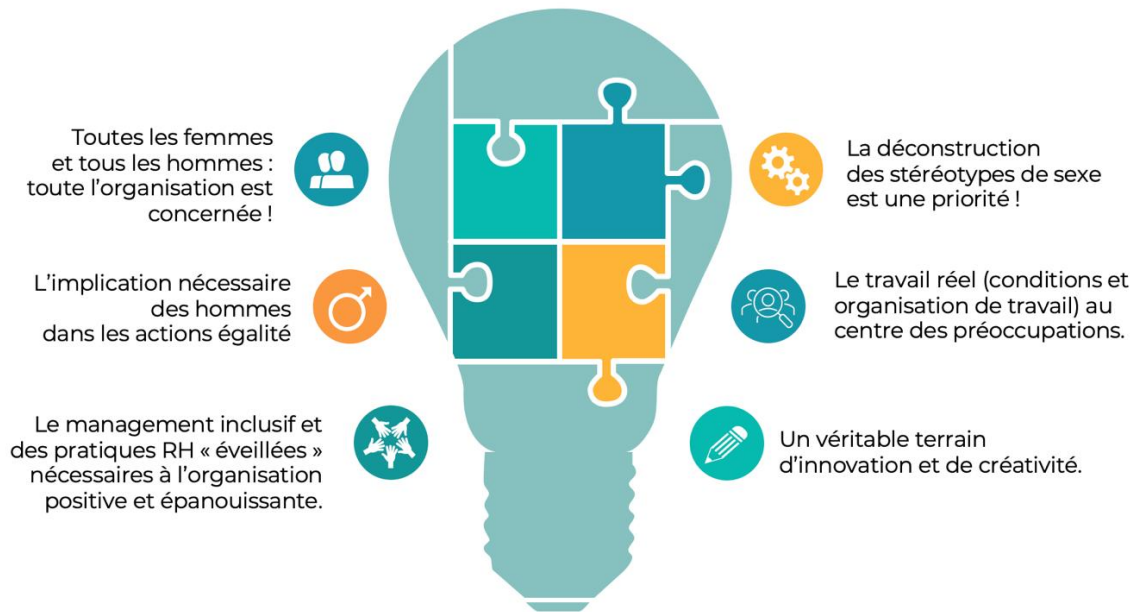 Toutes les femmes
et tous les hommes :
toute l’organisation est
concernée !
L’implication nécessaire
des hommes
dans les actions égalité
Le management inclusif et
des pratiques RH « éveillées »
nécessaires à l’organisation
positive et épanouissante.
La déconstruction
des stéréotypes de sexe
est une priorité !
Le travail réel (conditions et
organisation de travail) au
centre des préoccupations.
Un véritable terrain
d’innovation et de créativité.